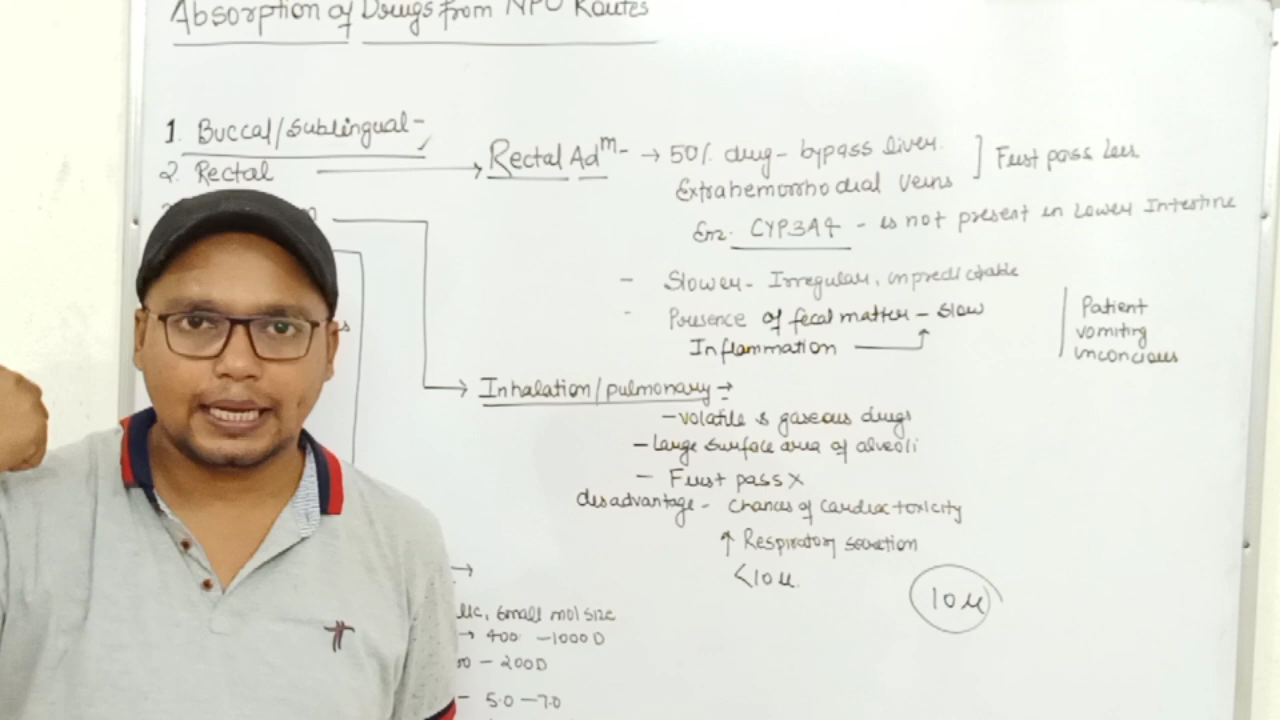 Absorption of Drugs from NPO Routes
1. Buccal/Sublingual-
2. Rectal
Rectal Adm- → 50% drug - bypass liver.
Extrahemorrhodial Veins
] First pass less
Enz. CYP3A4 - is not present in Lower Intestine
- Slower - Irregular, unpredictable
- Presence of fecal matter - slow
Inflammation
Patient
vomiting
unconcious
→ Inhalation/pulmonary :→
- volatile & gaseous drugs
- Large surface area of alveoli
- First pass X
disadvantage - chances of cardiac toxicity
↑ Respiratory secretion
<10 μ.
10 μ
→
small mol size
→ 400 - 1000 D
- 200D
- 5.0 - 7.0